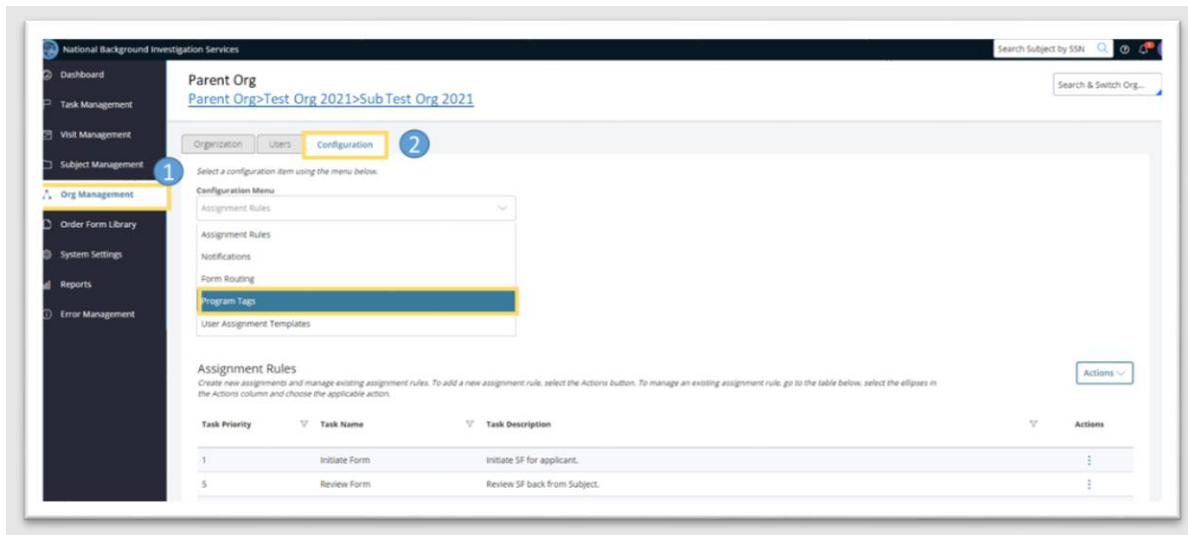 National Background Investigation Services
Search Subject by SSN
Dashboard
Task Management
Visit Management
Subject Management
Org Management
Order Form Library
System Settings
Reports
Error Management
Parent Org
Parent Org>Test Org 2021>Sub Test Org 2021
Search & Switch Org...
Organization Users Configuration
2
1
Select a configuration item using the menu below.
Configuration Menu
Assignment Rules
Assignment Rules
Notifications
Form Routing
Program Tags
User Assignment Templates
Assignment Rules
Create new assignments and manage existing assignment rules. To add a new assignment rule, select the Actions button. To manage an existing assignment rule, go to the table below, select the ellipses in
the Actions column and choose the applicable action.
Actions
Task Priority Task Name Task Description Actions
1 Initiate Form Initiate SF for applicant.
5 Review Form Review SF back from Subject.